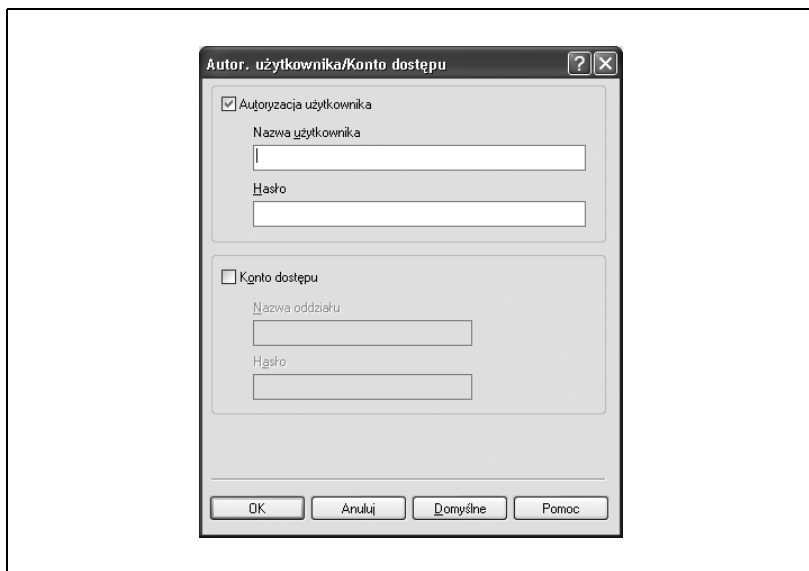 Autor. użytkownika/Konto dostępu
Autoryzacja użytkownika
Nazwa użytkownika
Hasło
Konto dostępu
Nazwa oddziału
Hasło
OK Anuluj Domyślne Pomoc